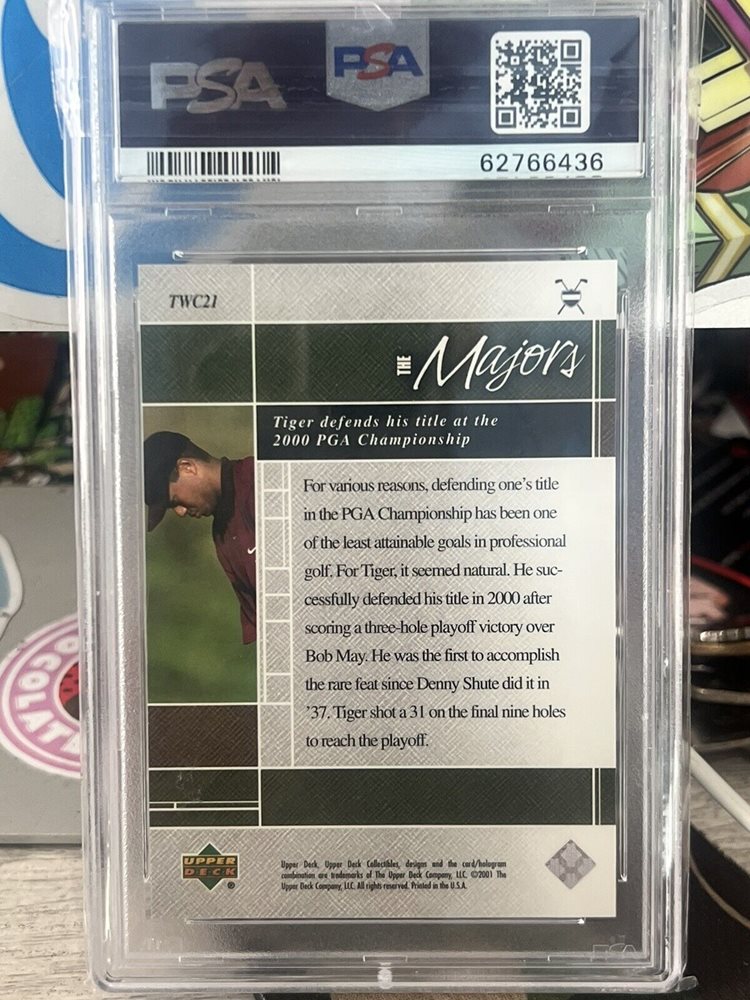 PSA
PSA
62766436
TWC21
THE Majors
Tiger defends his title at the
2000 PGA Championship
For various reasons, defending one's title
in the PGA Championship has been one
of the least attainable goals in professional
golf. For Tiger, it seemed natural. He suc-
cessfully defended his title in 2000 after
scoring a three-hole playoff victory over
Bob May. He was the first to accomplish
the rare feat since Denny Shute did it in
'37. Tiger shot a 31 on the final nine holes
to reach the playoff.
UPPER
DECK
®
Upper Deck, Upper Deck Collectibles, designs and the card/hologram
combination are trademarks of The Upper Deck Company, LLC. ©2001 The
Upper Deck Company, LLC. All rights reserved. Printed in the U.S.A.
PSA